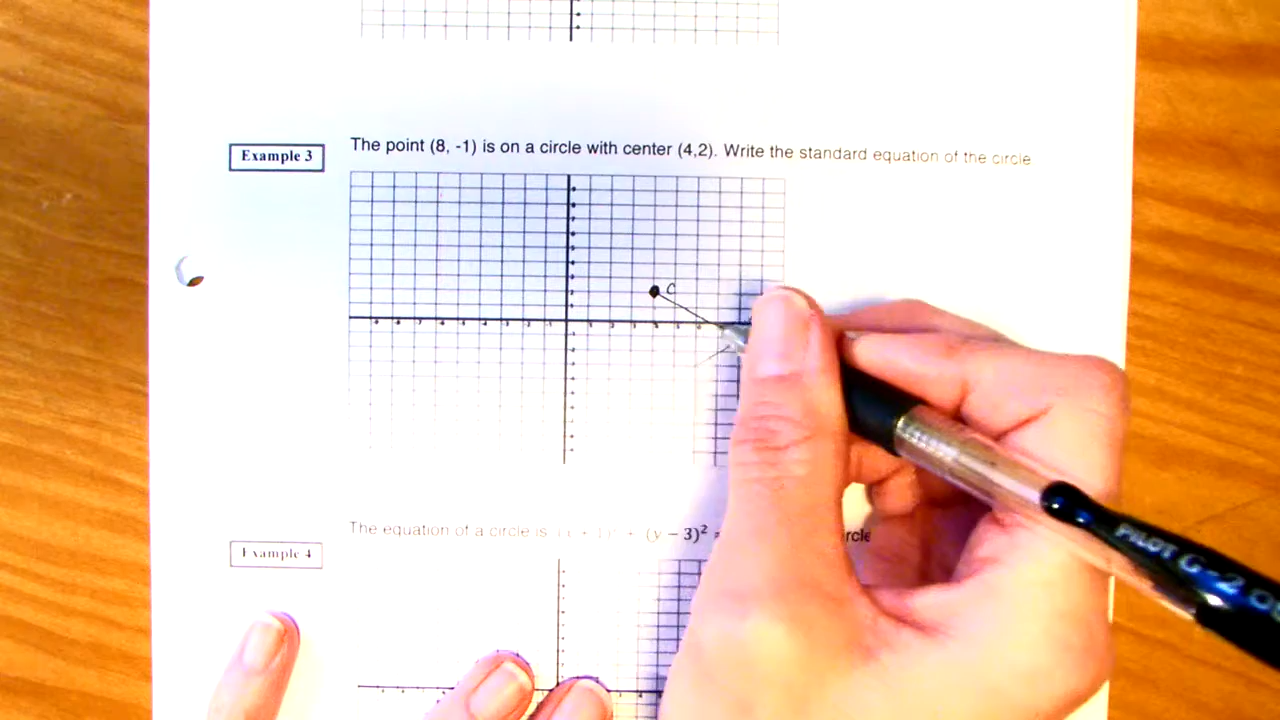 Example 3
The point (8, -1) is on a circle with center (4,2). Write the standard equation of the circle
C
The equation of a circle is (y − 3)²
Example 4
PILOT G-2